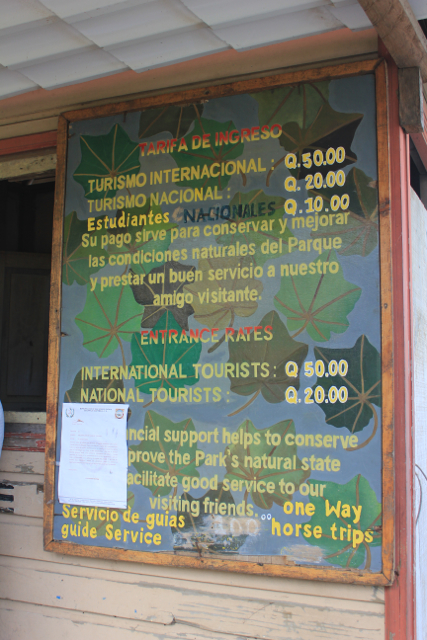 TARIFA DE INGRESO
TURISMO INTERNACIONAL : Q.50.00
TURISMO NACIONAL : Q. 20.00
Estudiantes NACIONALES Q. 10.00
Su pago sirve para conservar y mejorar
las condiciones naturales del Parque
y prestar un buen servicio a nuestro
amigo visitante.
ENTRANCE RATES
INTERNATIONAL TOURISTS : Q 50.00
NATIONAL TOURISTS : Q. 20.00
ncial support helps to conserve
prove the Park's natural state
acilitate good service to our
visiting friends.
Servicio de guias
guide Service
one Way
horse trips